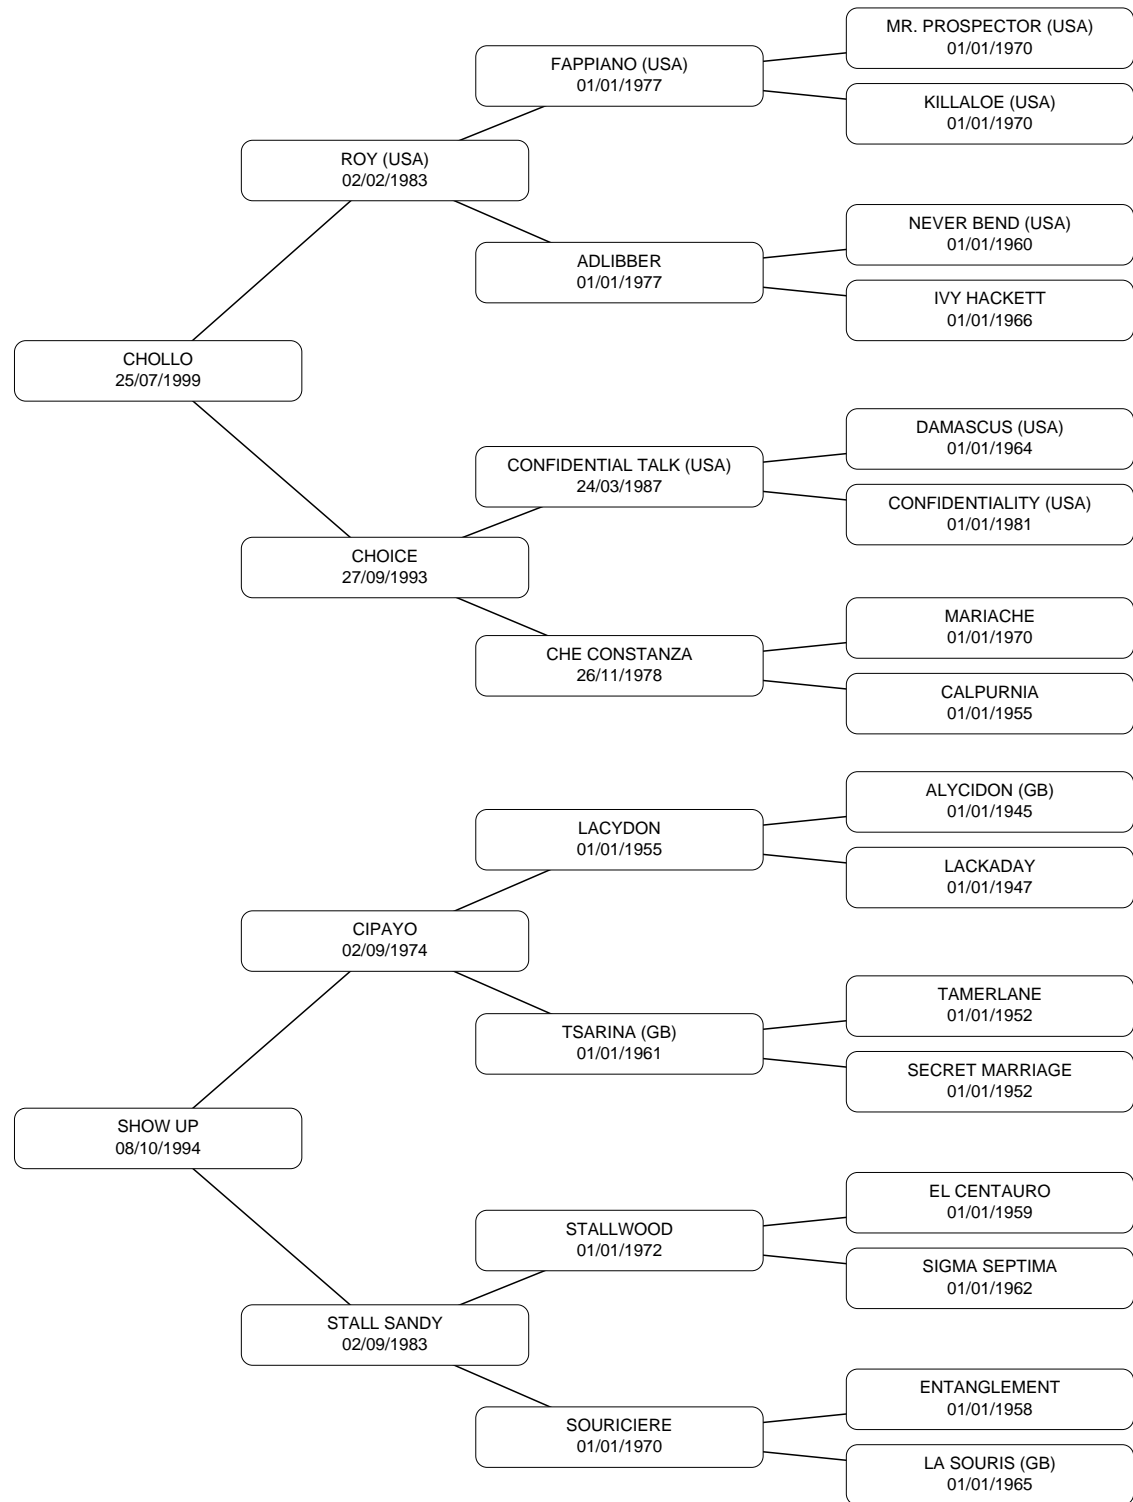 MR. PROSPECTOR (USA)
01/01/1970
FAPPIANO (USA)
01/01/1977
KILLALOE (USA)
01/01/1970
ROY (USA)
02/02/1983
NEVER BEND (USA)
01/01/1960
ADLIBBER
01/01/1977
IVY HACKETT
01/01/1966
CHOLLO
25/07/1999
DAMASCUS (USA)
01/01/1964
CONFIDENTIAL TALK (USA)
24/03/1987
CONFIDENTIALITY (USA)
01/01/1981
CHOICE
27/09/1993
MARIACHE
01/01/1970
CHE CONSTANZA
26/11/1978
CALPURNIA
01/01/1955
ALYCIDON (GB)
01/01/1945
LACYDON
01/01/1955
LACKADAY
01/01/1947
CIPAYO
02/09/1974
TAMERLANE
01/01/1952
TSARINA (GB)
01/01/1961
SECRET MARRIAGE
01/01/1952
SHOW UP
08/10/1994
EL CENTAURO
01/01/1959
STALLWOOD
01/01/1972
SIGMA SEPTIMA
01/01/1962
STALL SANDY
02/09/1983
ENTANGLEMENT
01/01/1958
SOURICIERE
01/01/1970
LA SOURIS (GB)
01/01/1965